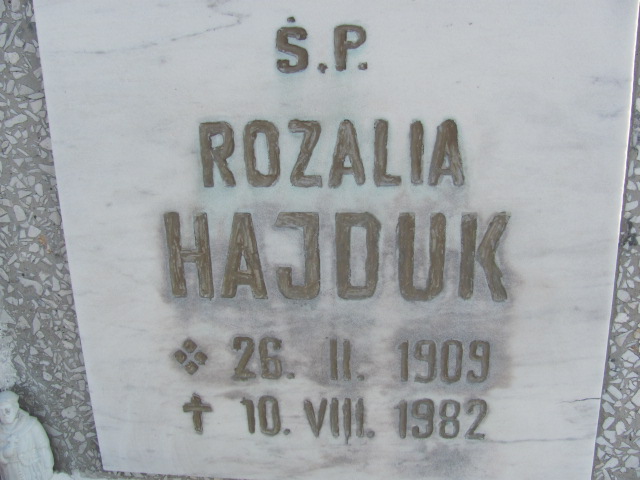 Ś.P.
ROZALIA
HAJDUK
26. II. 1909
10. VIII. 1982